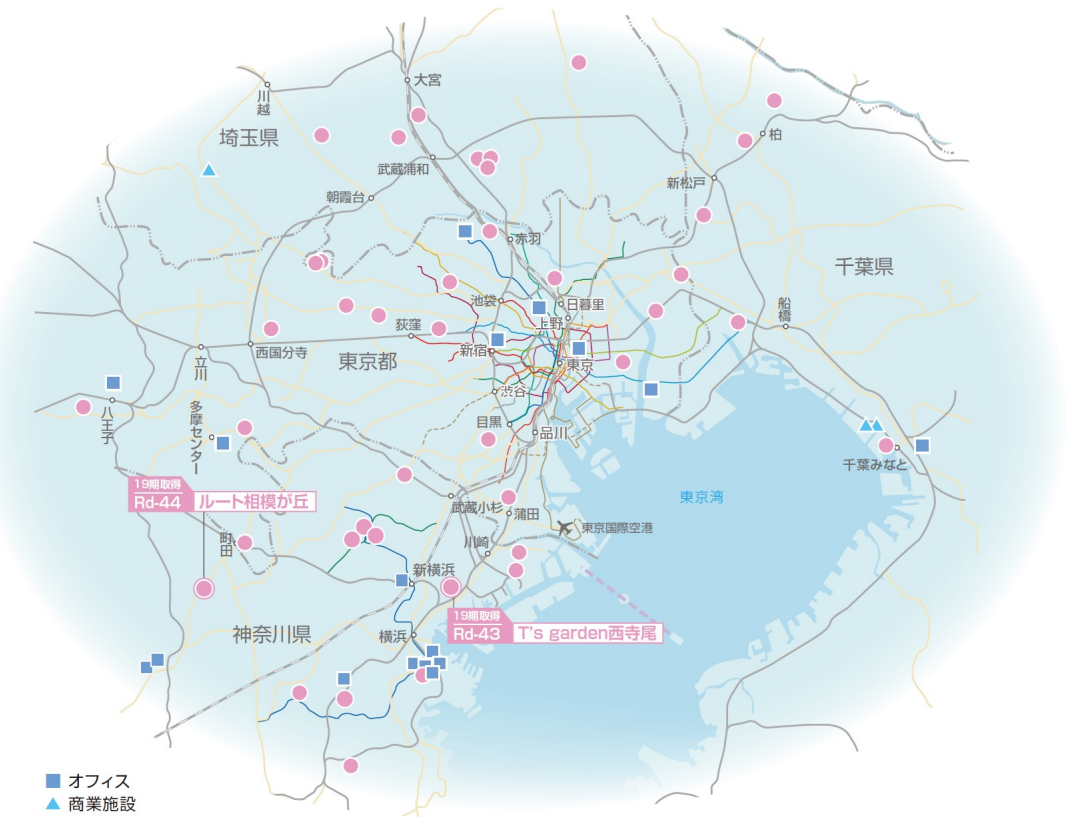 大宮
川越
埼玉県
柏
武蔵浦和
新松戸
朝霞台
赤羽
千葉県
池袋
日暮里
船橋
上野
荻窪
新宿
西国分寺
東京都
東京
立川
渋谷
八王子
多摩センター
目黒
品川
千葉みなと
19期取得
Rd-44 ルート相模が丘
東京湾
武蔵小杉
蒲田
東京国際空港
町田
川崎
新横浜
19期取得
Rd-43 T's garden西寺尾
神奈川県
横浜
オフィス
商業施設